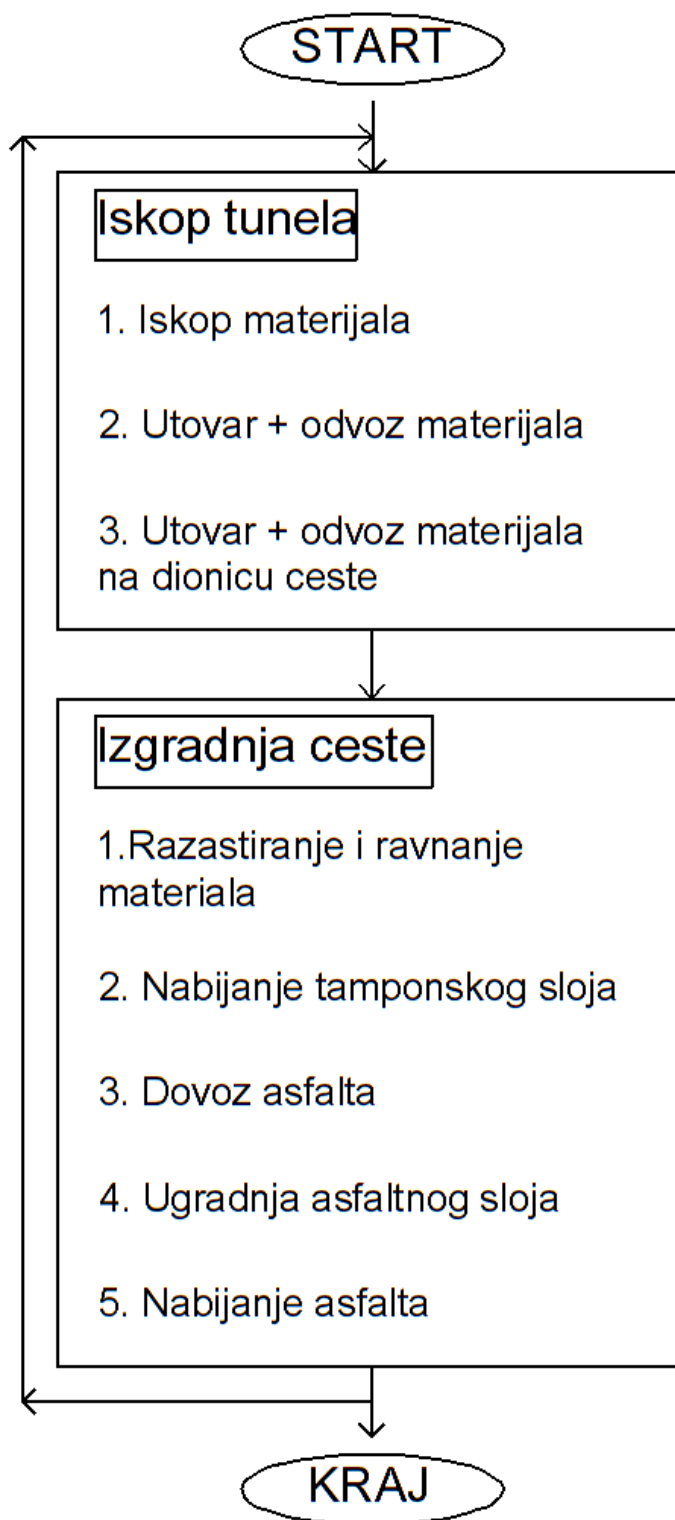 START
Iskop tunela
1. Iskop materijala
2. Utovar + odvoz materijala
3. Utovar + odvoz materijala
na dionicu ceste
Izgradnja ceste
1.Razastiranje i ravnanje
materiala
2. Nabijanje tamponskog sloja
3. Dovoz asfalta
4. Ugradnja asfaltnog sloja
5. Nabijanje asfalta
KRAJ